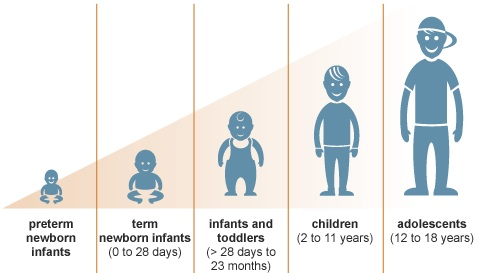 preterm
newborn
infants
term
newborn infants
(0 to 28 days)
infants and
toddlers
(> 28 days to
23 months)
children
(2 to 11 years)
adolescents
(12 to 18 years)